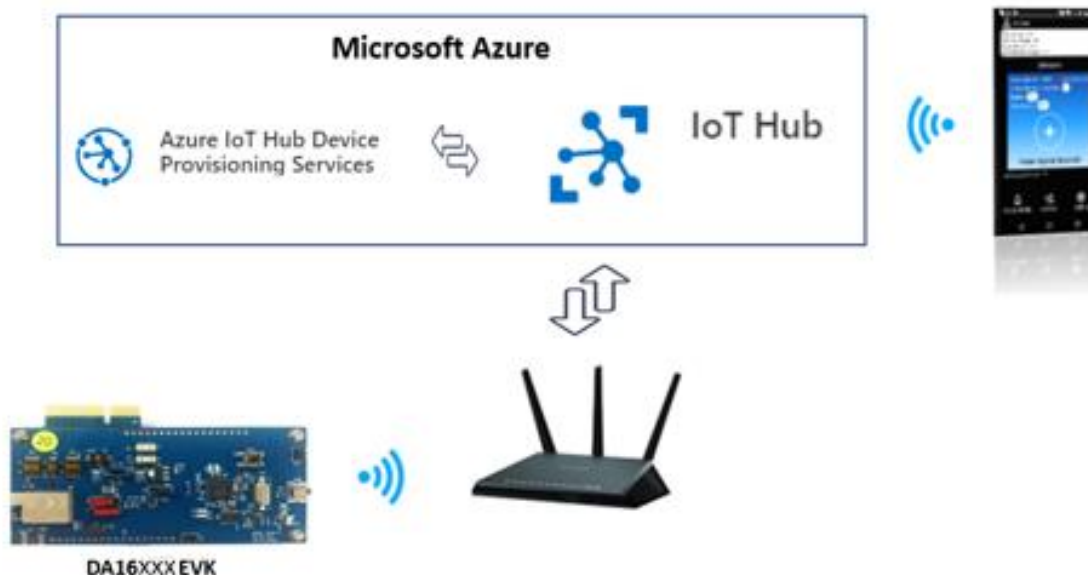 Microsoft Azure
Azure IoT Hub Device
Provisioning Services
IoT Hub
DA16XXX EVK